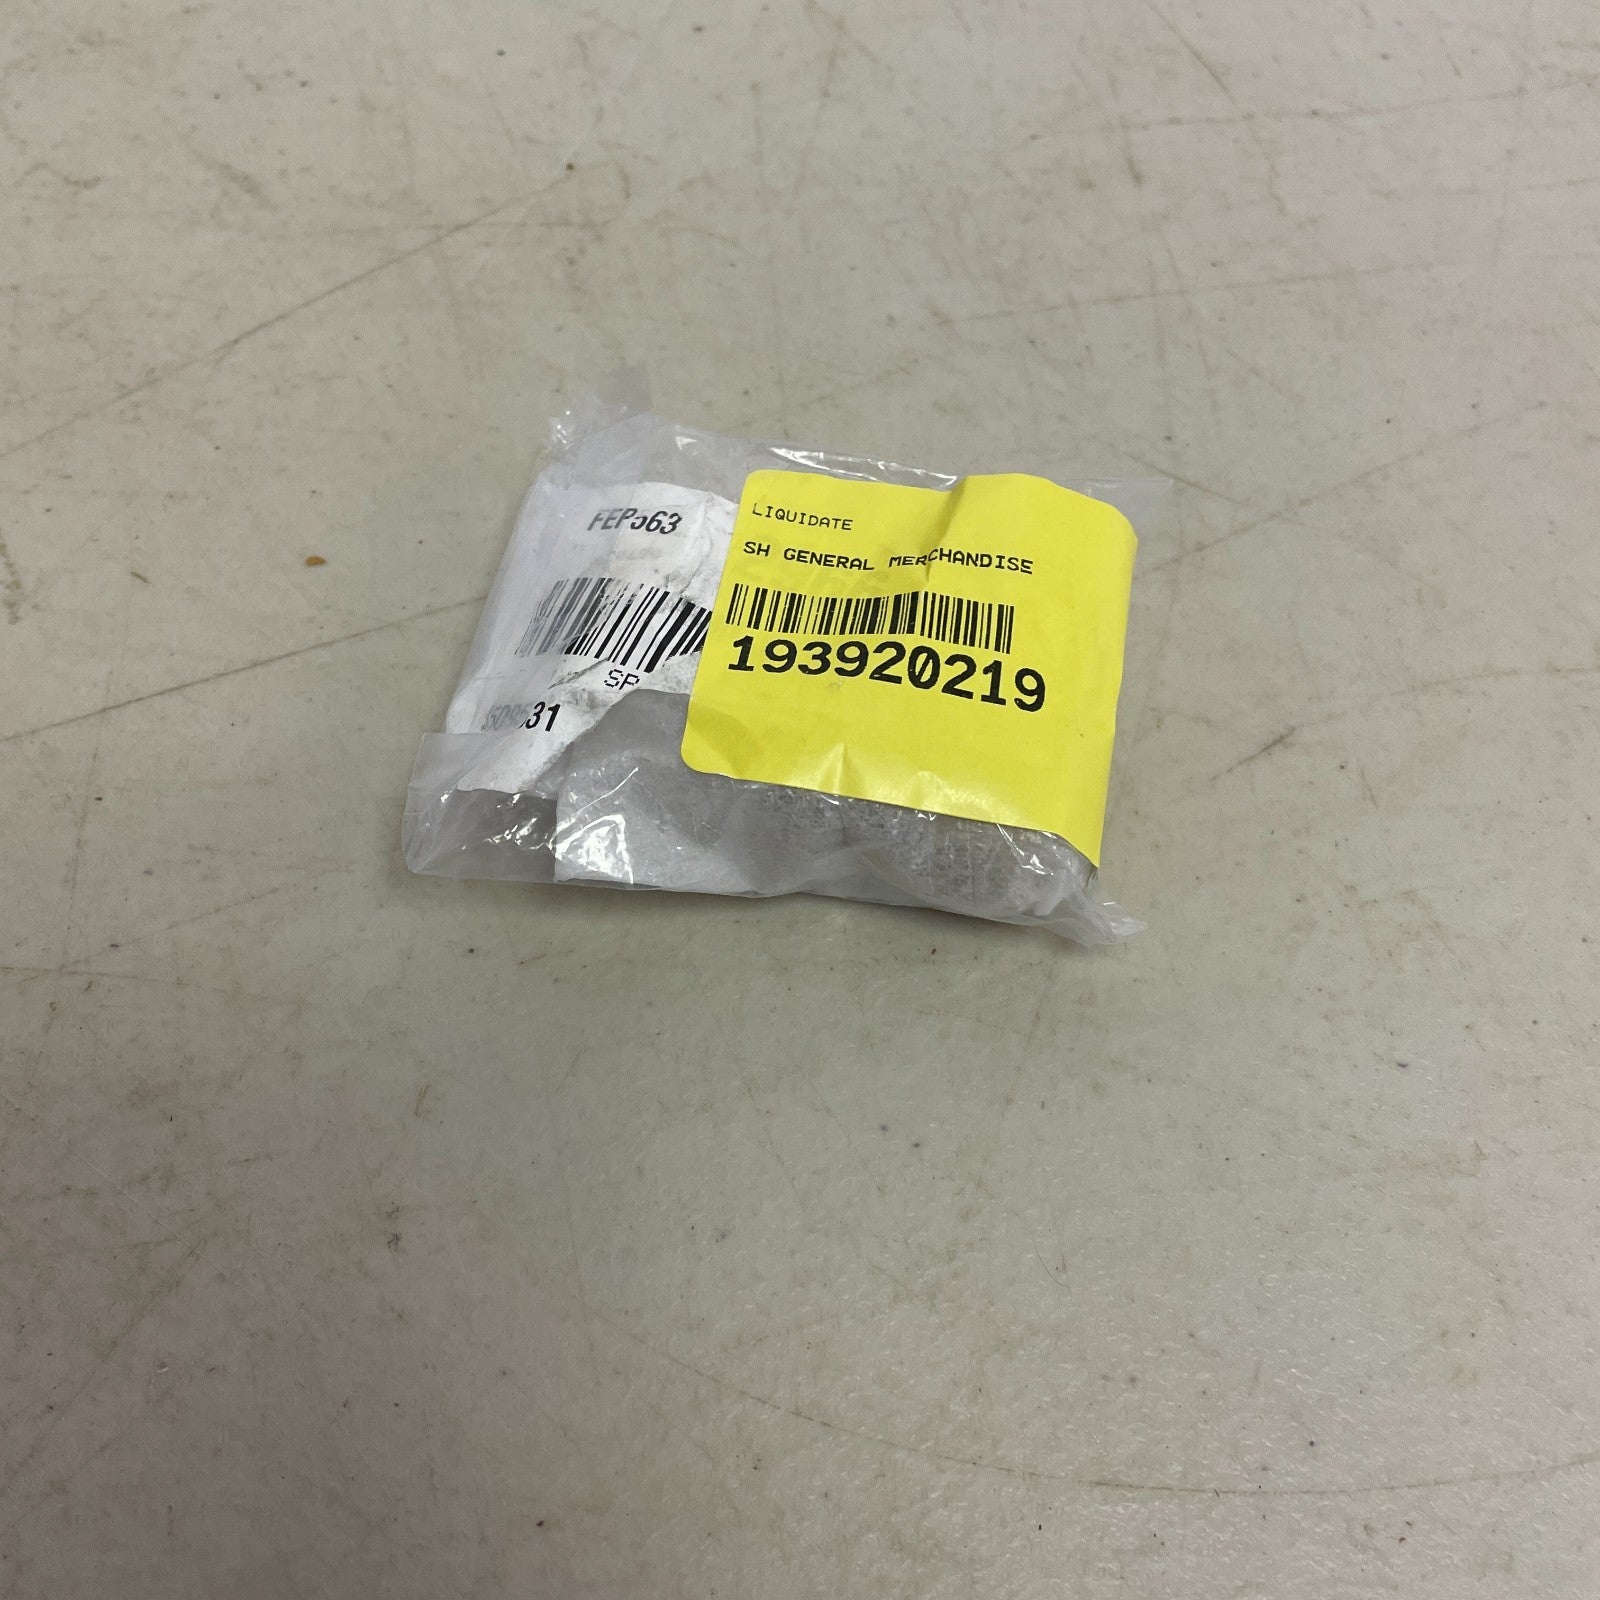 FEP563
SP
LIQUIDATE
SH GENERAL MERCHANDISE
193920219